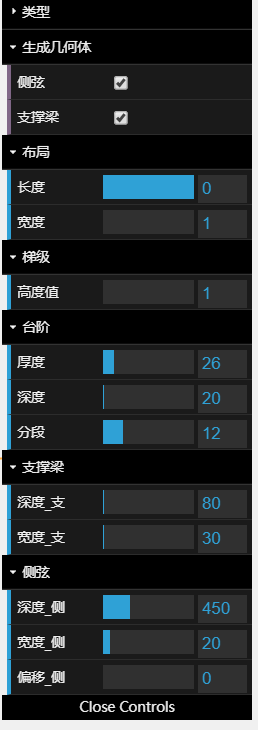 类型
生成几何体
侧弦
支撑梁
布局
长度 0
宽度 1
梯级
高度值 1
台阶
厚度 26
深度 20
分段 12
支撑梁
深度_支 80
宽度_支 30
侧弦
深度_侧 450
宽度_侧 20
偏移_侧 0
Close Controls